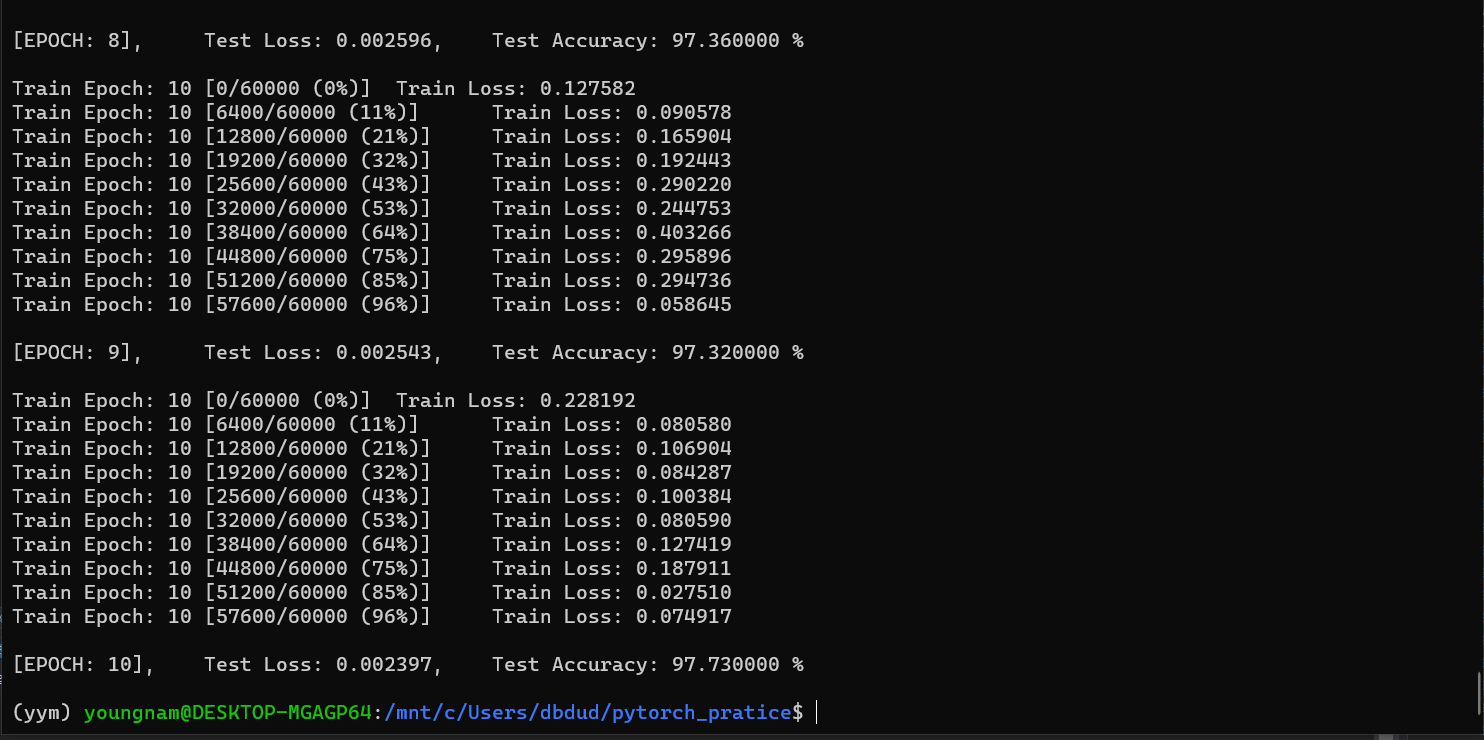 [EPOCH: 8],     Test Loss: 0.002596,    Test Accuracy: 97.360000 %
Train Epoch: 10 [0/60000 (0%)]  Train Loss: 0.127582
Train Epoch: 10 [6400/60000 (11%)]      Train Loss: 0.090578
Train Epoch: 10 [12800/60000 (21%)]     Train Loss: 0.165904
Train Epoch: 10 [19200/60000 (32%)]     Train Loss: 0.192443
Train Epoch: 10 [25600/60000 (43%)]     Train Loss: 0.290220
Train Epoch: 10 [32000/60000 (53%)]     Train Loss: 0.244753
Train Epoch: 10 [38400/60000 (64%)]     Train Loss: 0.403266
Train Epoch: 10 [44800/60000 (75%)]     Train Loss: 0.295896
Train Epoch: 10 [51200/60000 (85%)]     Train Loss: 0.294736
Train Epoch: 10 [57600/60000 (96%)]     Train Loss: 0.058645
[EPOCH: 9],     Test Loss: 0.002543,    Test Accuracy: 97.320000 %
Train Epoch: 10 [0/60000 (0%)]  Train Loss: 0.228192
Train Epoch: 10 [6400/60000 (11%)]      Train Loss: 0.080580
Train Epoch: 10 [12800/60000 (21%)]     Train Loss: 0.106904
Train Epoch: 10 [19200/60000 (32%)]     Train Loss: 0.084287
Train Epoch: 10 [25600/60000 (43%)]     Train Loss: 0.100384
Train Epoch: 10 [32000/60000 (53%)]     Train Loss: 0.080590
Train Epoch: 10 [38400/60000 (64%)]     Train Loss: 0.127419
Train Epoch: 10 [44800/60000 (75%)]     Train Loss: 0.187911
Train Epoch: 10 [51200/60000 (85%)]     Train Loss: 0.027510
Train Epoch: 10 [57600/60000 (96%)]     Train Loss: 0.074917
[EPOCH: 10],    Test Loss: 0.002397,    Test Accuracy: 97.730000 %
(yym) youngnam@DESKTOP-MGAGP64:/mnt/c/Users/dbdud/pytorch_pratice$